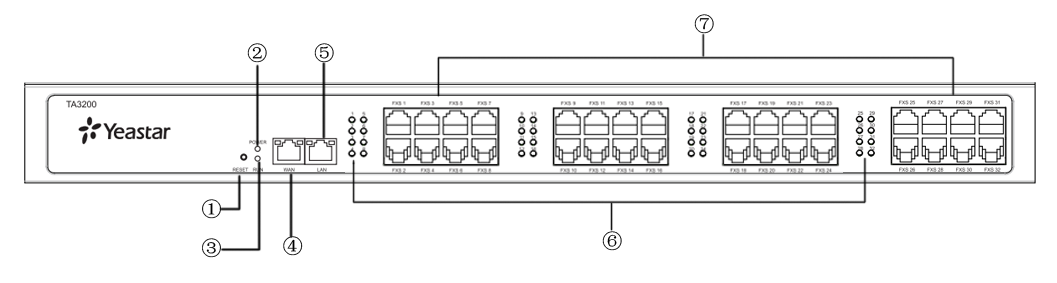 ⑦
② ⑤
TA3200
Yeastar
POWER
RESET RUN WAN LAN
FXS 1 FXS 3 FXS 5 FXS 7
FXS 2 FXS 4 FXS 6 FXS 8
FXS 9 FXS 11 FXS 13 FXS 15
FXS 10 FXS 12 FXS 14 FXS 16
FXS 17 FXS 19 FXS 21 FXS 23
FXS 18 FXS 20 FXS 22 FXS 24
FXS 25 FXS 27 FXS 29 FXS 31
FXS 26 FXS 28 FXS 30 FXS 32
①
③ ④ ⑥